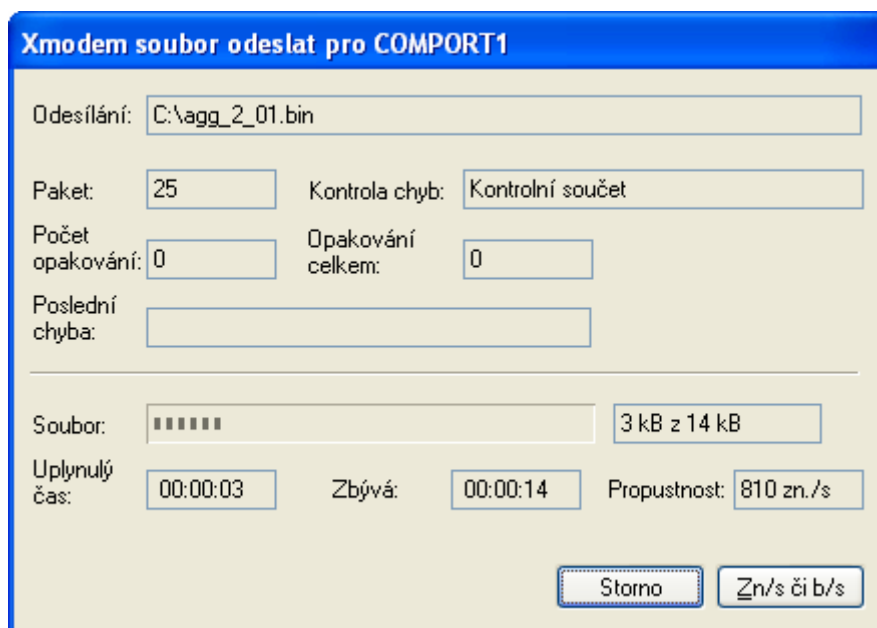 Xmodem soubor odeslat pro COMPORT1
Odesílání: C:\agg_2_01.bin
Paket: 25 Kontrola chyb: Kontrolní součet
Počet opakování: 0 Opakování celkem: 0
Poslední chyba:
Soubor: 3 kB z 14 kB
Uplynulý čas: 00:00:03 Zbývá: 00:00:14 Propustnost: 810 zn./s
Storno Zn/s či b/s